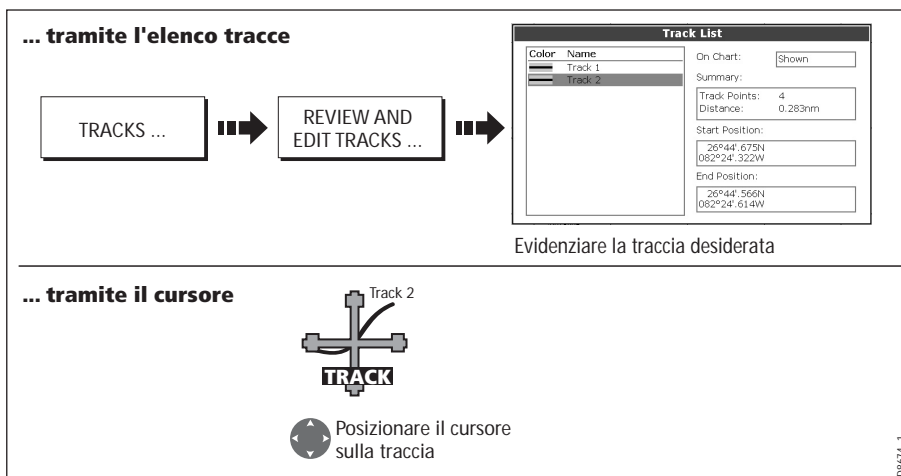 ... tramite l'elenco tracce
TRACKS ...
REVIEW AND
EDIT TRACKS ...
Track List
Color Name
Track 1
Track 2
On Chart: Shown
Summary:
Track Points: 4
Distance: 0.283nm
Start Position:
26°44'.675N
082°24'.322W
End Position:
26°44'.566N
082°24'.614W
Evidenziare la traccia desiderata
... tramite il cursore
Track 2
TRACK
Posizionare il cursore
sulla traccia
D8674_1